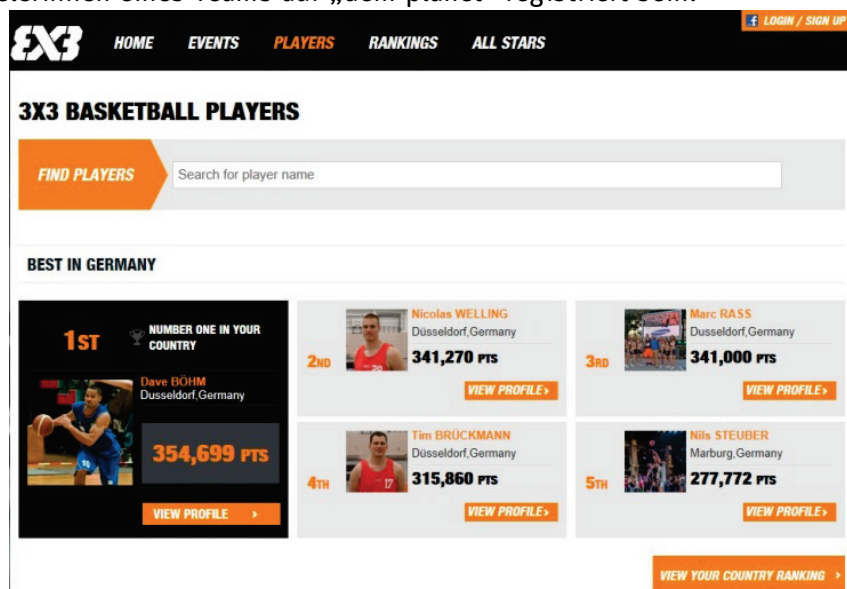 LOGIN / SIGN UP
3X3 HOME EVENTS PLAYERS RANKINGS ALL STARS
3X3 BASKETBALL PLAYERS
FIND PLAYERS Search for player name
BEST IN GERMANY
1ST NUMBER ONE IN YOUR
COUNTRY
Dave BÖHM
Dusseldorf,Germany
354,699 PTS
VIEW PROFILE ›
2ND
Nicolas WELLING
Düsseldorf,Germany
341,270 PTS
VIEW PROFILE›
3RD
Marc RASS
Dusseldorf,Germany
341,000 PTS
VIEW PROFILE›
4TH
Tim BRÜCKMANN
Düsseldorf,Germany
315,860 PTS
VIEW PROFILE›
5TH
Nils STEUBER
Marburg,Germany
277,772 PTS
VIEW PROFILE›
VIEW YOUR COUNTRY RANKING ›